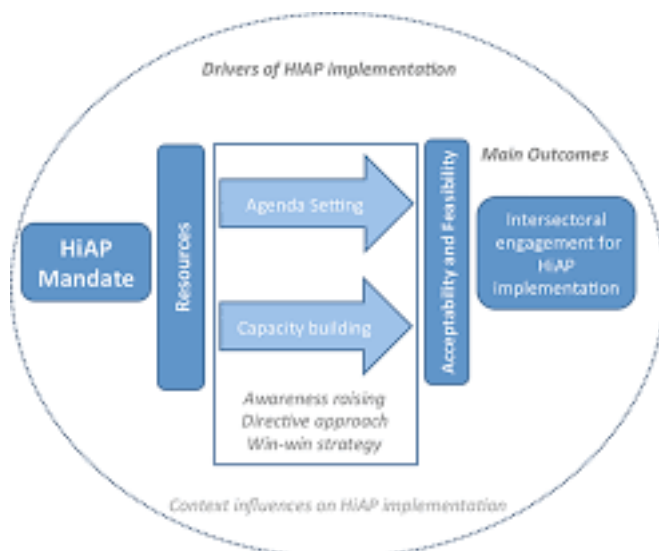 Drivers of HIAP implementation
HiAP
Mandate
Resources
Agenda Setting
Capacity building
Awareness raising
Directive approach
Win-win strategy
Acceptability and Feasibility
Main Outcomes
Intersectoral
engagement for
HiAP
implementation
Context influences on HiAP implementation